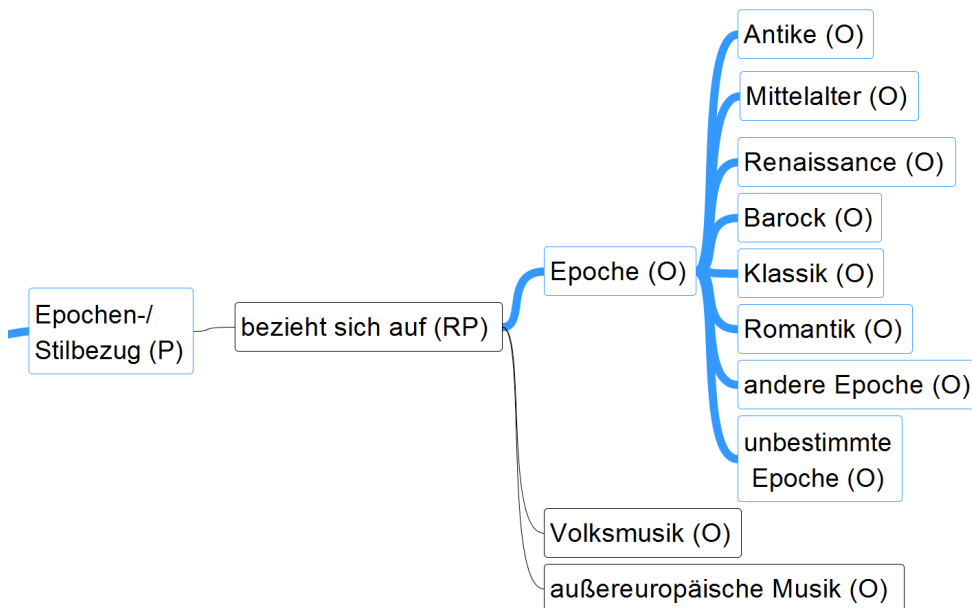 Epochen-/
Stilbezug (P)
bezieht sich auf (RP)
Epoche (O)
Antike (O)
Mittelalter (O)
Renaissance (O)
Barock (O)
Klassik (O)
Romantik (O)
andere Epoche (O)
unbestimmte
Epoche (O)
Volksmusik (O)
außereuropäische Musik (O)